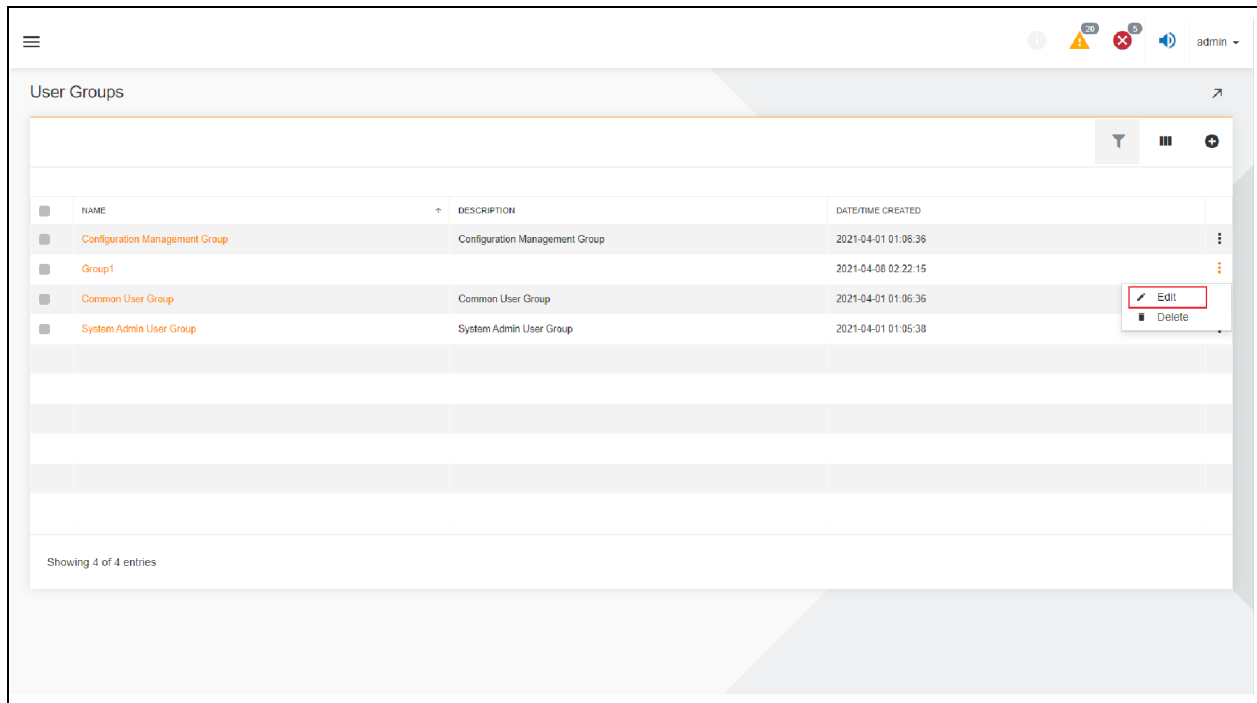 20 5 admin
User Groups
NAME DESCRIPTION DATE/TIME CREATED
Configuration Management Group Configuration Management Group 2021-04-01 01:06:36
Group1 2021-04-08 02:22:15
Common User Group Common User Group 2021-04-01 01:06:36
Edit
System Admin User Group System Admin User Group 2021-04-01 01:05:38
Delete
Showing 4 of 4 entries